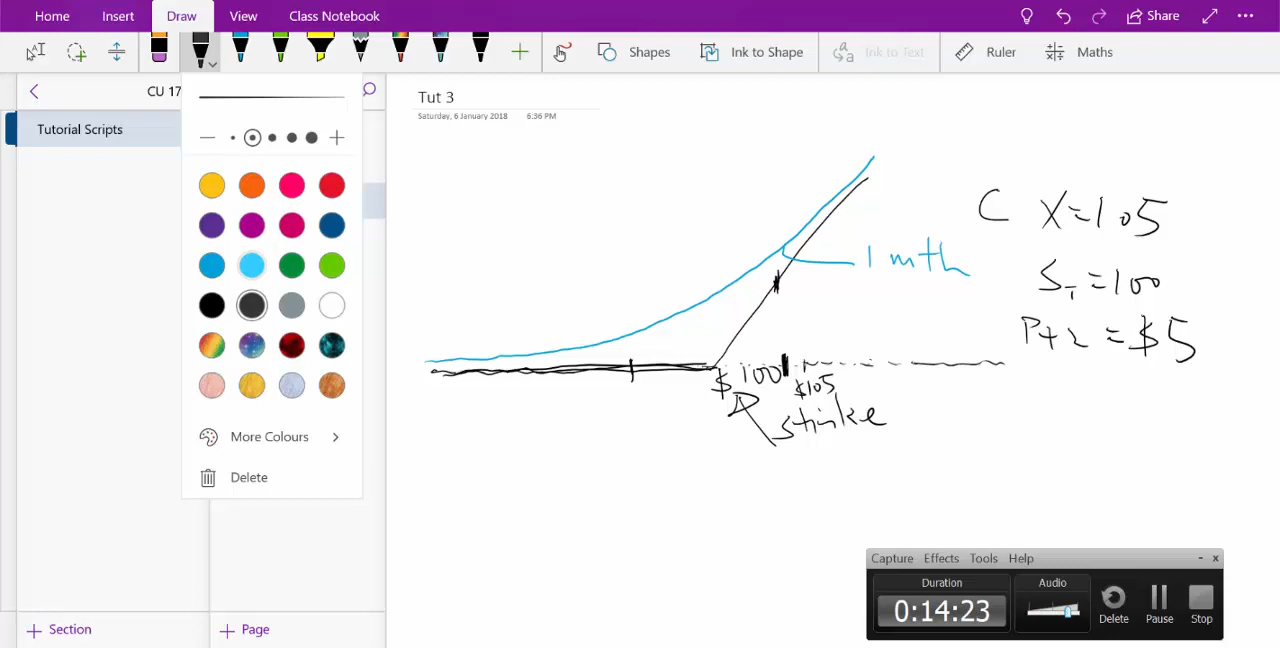 Home Insert Draw View Class Notebook Share
Shapes Ink to Shape Ink to Text Ruler Maths
CU 17
Tutorial Scripts
More Colours
Delete
Section
Page
Tut 3
Saturday, 6 January 2018 6:36 PM
1 mth
$100
$105
strike
C X=105
S_T=100
P+2=$5
Capture Effects Tools Help
Duration
0:14:23
Audio
Delete
Pause
Stop